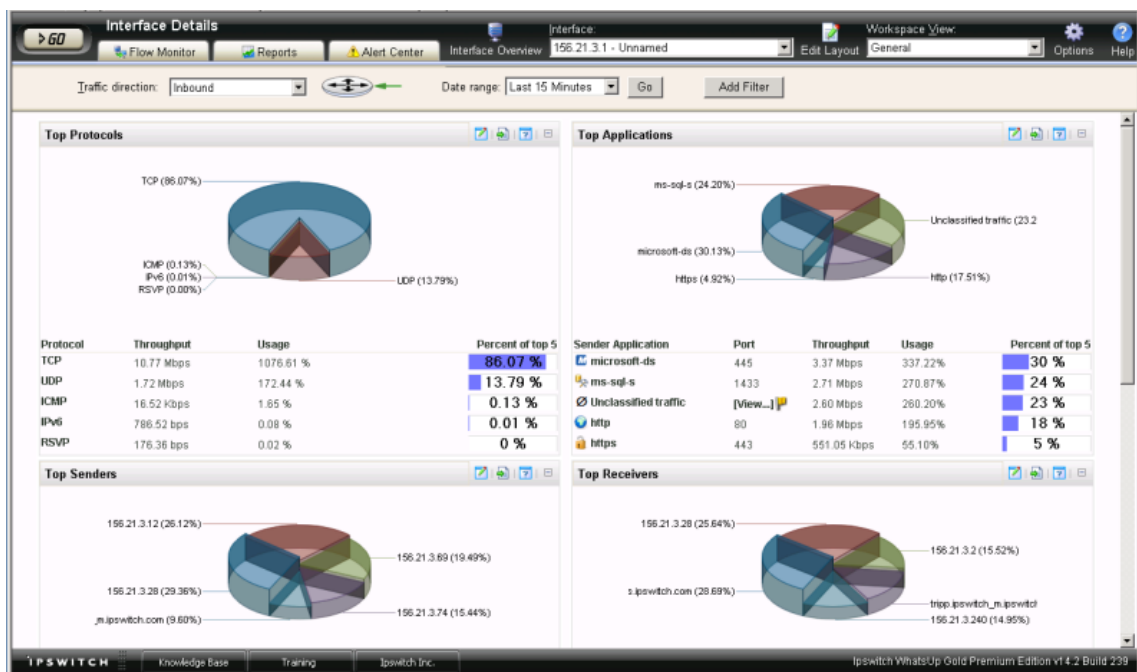 Interface Details
>GO
Flow Monitor
Reports
Alert Center
Interface Overview
Interface:
156.21.3.1 - Unnamed
Edit Layout
Workspace View:
General
Options
Help
Traffic direction: Inbound
Date range: Last 15 Minutes
Go
Add Filter
Top Protocols
TCP (86.07%)
ICMP (0.13%)
IPv6 (0.01%)
RSVP (0.00%)
UDP (13.79%)
Protocol Throughput Usage Percent of top 5
TCP 10.77 Mbps 1076.61 % 86.07 %
UDP 1.72 Mbps 172.44 % 13.79 %
ICMP 16.52 Kbps 1.65 % 0.13 %
IPv6 786.52 bps 0.08 % 0.01 %
RSVP 176.36 bps 0.02 % 0 %
Top Applications
ms-sql-s (24.20%)
Unclassified traffic (23.2
microsoft-ds (30.13%)
https (4.92%)
http (17.51%)
Sender Application Port Throughput Usage Percent of top 5
microsoft-ds 445 3.37 Mbps 337.22% 30 %
ms-sql-s 1433 2.71 Mbps 270.87% 24 %
Unclassified traffic [View...] 2.60 Mbps 260.20% 23 %
http 80 1.96 Mbps 195.95% 18 %
https 443 551.05 Kbps 55.10% 5 %
Top Senders
156.21.3.12 (26.12%)
156.21.3.69 (19.49%)
156.21.3.28 (29.36%)
_m.ipswitch.com (9.60%)
156.21.3.74 (15.44%)
Top Receivers
156.21.3.28 (25.64%)
156.21.3.2 (15.52%)
s.ipswitch.com (28.69%)
tripp.ipswitch_m.ipswitch
156.21.3.240 (14.95%)
IPSWITCH
Knowledge Base
Training
Ipswitch Inc.
Ipswitch WhatsUp Gold Premium Edition v14.2 Build 239